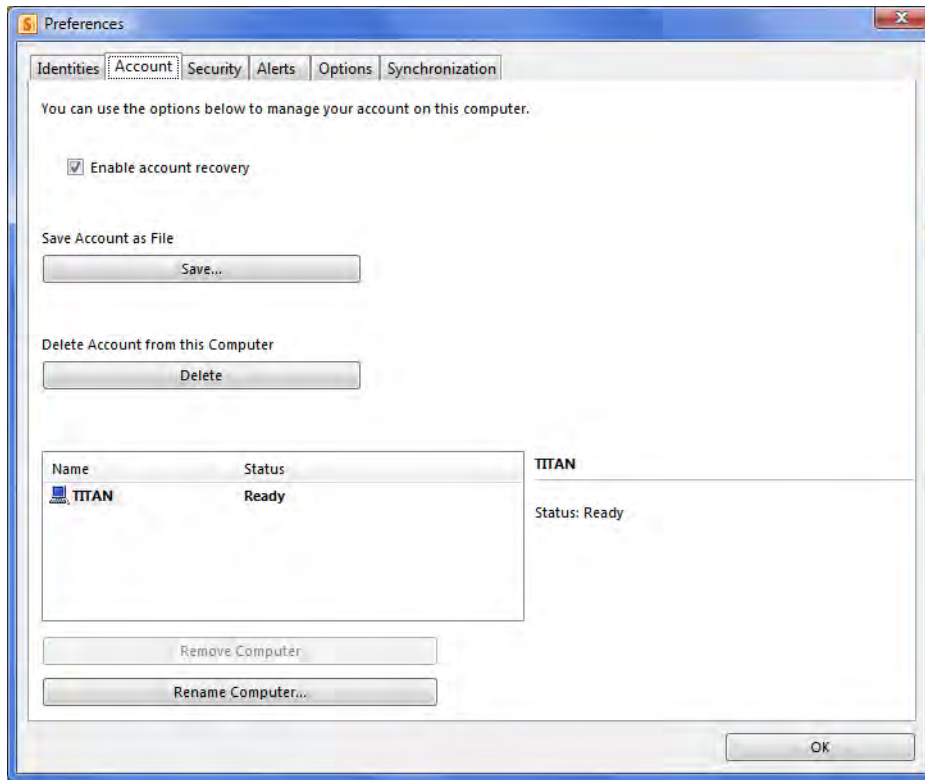 Preferences
Identities Account Security Alerts Options Synchronization
You can use the options below to manage your account on this computer.
Enable account recovery
Save Account as File
Save...
Delete Account from this Computer
Delete
Name Status
TITAN Ready
TITAN
Status: Ready
Remove Computer
Rename Computer...
OK